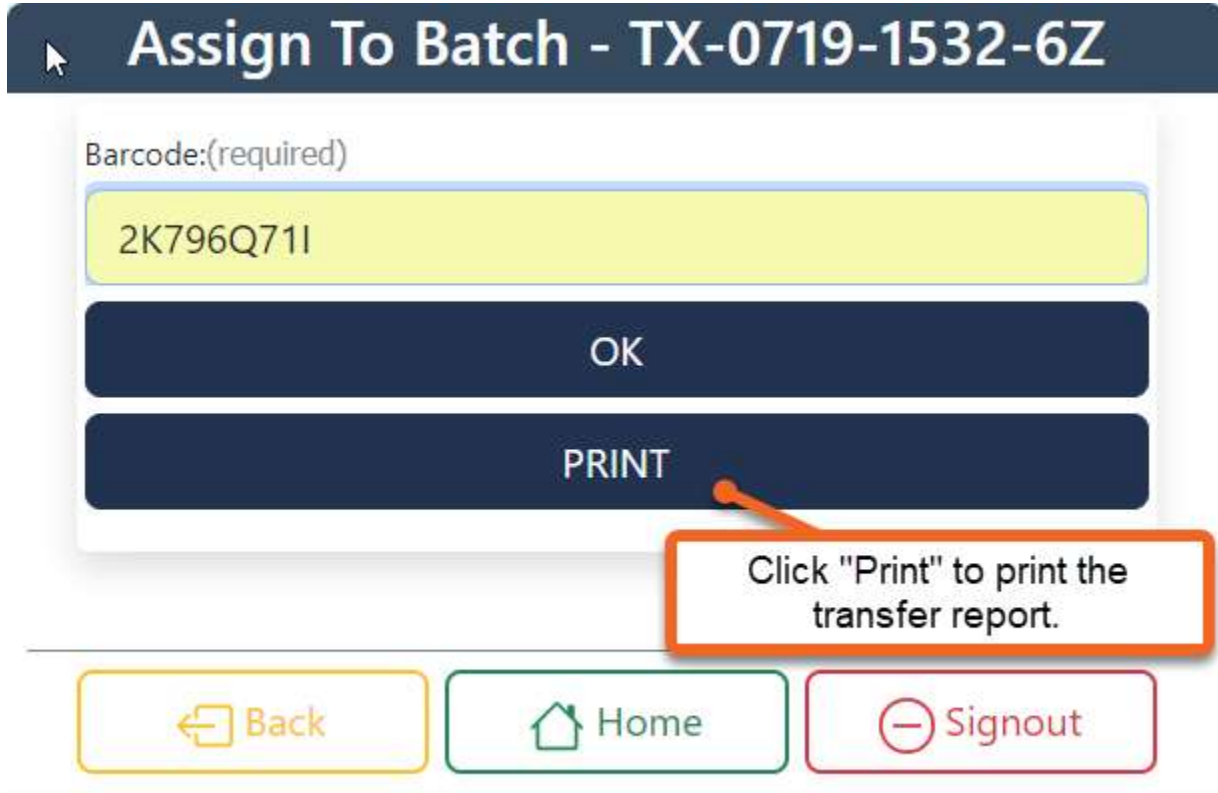 Assign To Batch - TX-0719-1532-6Z
Barcode:(required)
2K796Q71I
OK
PRINT
Click "Print" to print the
transfer report.
Back
Home
Signout